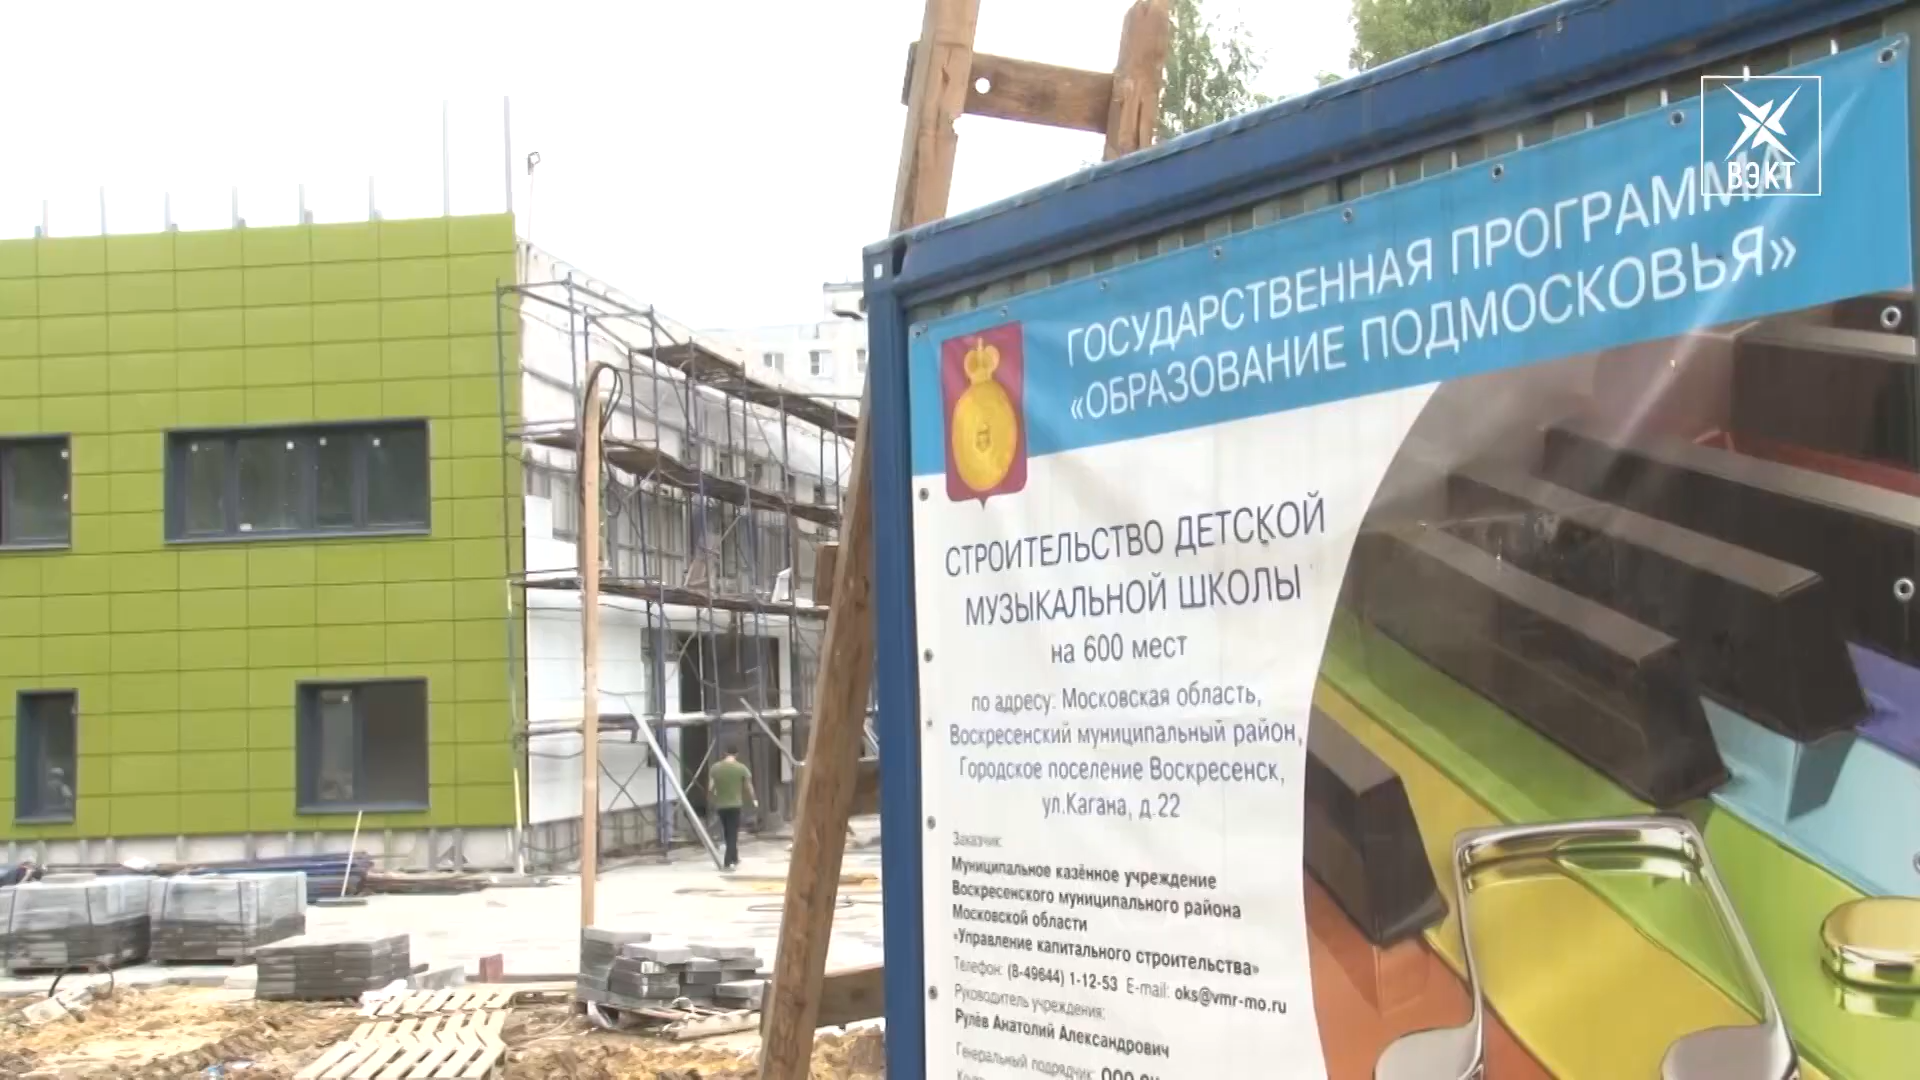 ВЭКТ
ГОСУДАРСТВЕННАЯ ПРОГРАММА
«ОБРАЗОВАНИЕ ПОДМОСКОВЬЯ»
СТРОИТЕЛЬСТВО ДЕТСКОЙ
МУЗЫКАЛЬНОЙ ШКОЛЫ
на 600 мест
по адресу: Московская область,
Воскресенский муниципальный район,
Городское поселение Воскресенск,
ул.Кагана, д.22
Заказчик:
Муниципальное казённое учреждение
Воскресенского муниципального района
Московской области
«Управление капитального строительства»
Телефон: (8-49644) 1-12-53 E-mail: oks@vmr-mo.ru
Руководитель учреждения:
Рулёв Анатолий Александрович
Генеральный подрядчик: ООО